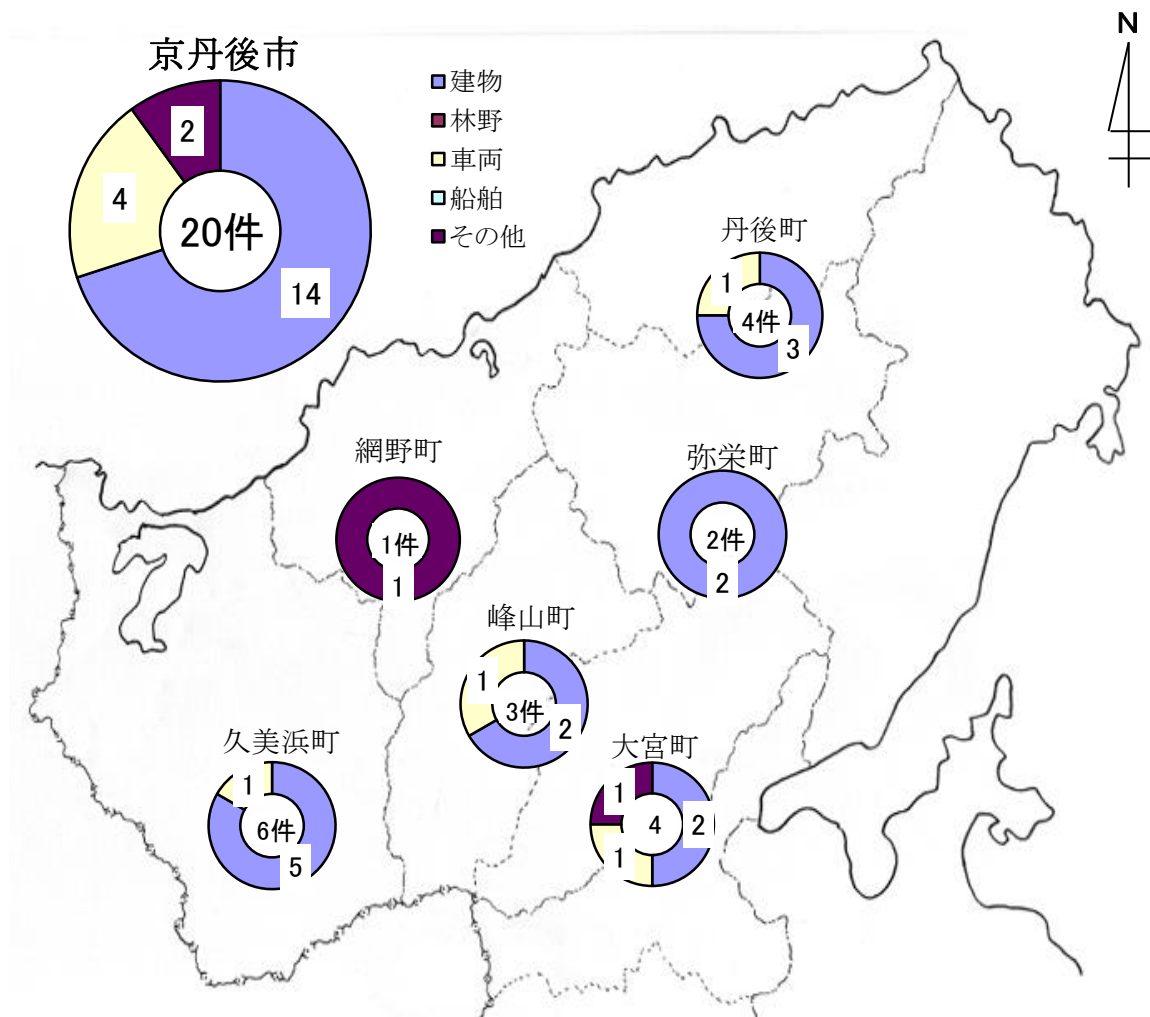 京丹後市
2
4
20件
14
建物
林野
車両
船舶
その他
N
丹後町
1
4件
3
網野町
1件
1
弥栄町
2件
2
峰山町
1
3件
2
久美浜町
1
6件
5
大宮町
1
4
2
1